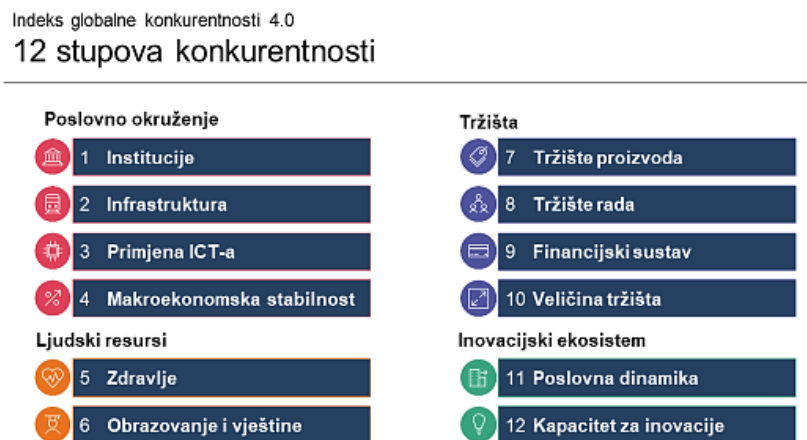 Indeks globalne konkurentnosti 4.0
12 stupova konkurentnosti
Poslovno okruženje
1 Institucije
2 Infrastruktura
3 Primjena ICT-a
4 Makroekonomska stabilnost
Ljudski resursi
5 Zdravlje
6 Obrazovanje i vještine
Tržišta
7 Tržište proizvoda
8 Tržište rada
9 Financijski sustav
10 Veličina tržišta
Inovacijski ekosistem
11 Poslovna dinamika
12 Kapacitet za inovacije